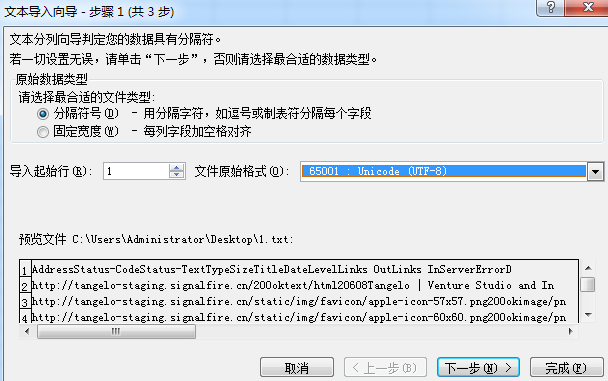 文本导入向导 - 步骤 1 (共 3 步)
文本分列向导判定您的数据具有分隔符。
若一切设置无误，请单击“下一步”，否则请选择最合适的数据类型。
原始数据类型
请选择最合适的文件类型:
分隔符号(D) - 用分隔字符，如逗号或制表符分隔每个字段
固定宽度(W) - 每列字段加空格对齐
导入起始行(R): 1 文件原始格式(O): 65001 : Unicode (UTF-8)
预览文件 C:\Users\Administrator\Desktop\1.txt:
1 AddressStatus-CodeStatus-TextTypeSizeTitleDateLevelLinks OutLinks InServerErrorD
2 http://tangelo-staging.signalfire.cn/200oktext/html20608Tangelo | Venture Studio and In
3 http://tangelo-staging.signalfire.cn/static/img/favicon/apple-icon-57x57.png200okimage/pn
4 http://tangelo-staging.signalfire.cn/static/img/favicon/apple-icon-60x60.png200okimage/pn
取消 < 上一步(B) 下一步(N) > 完成(F)